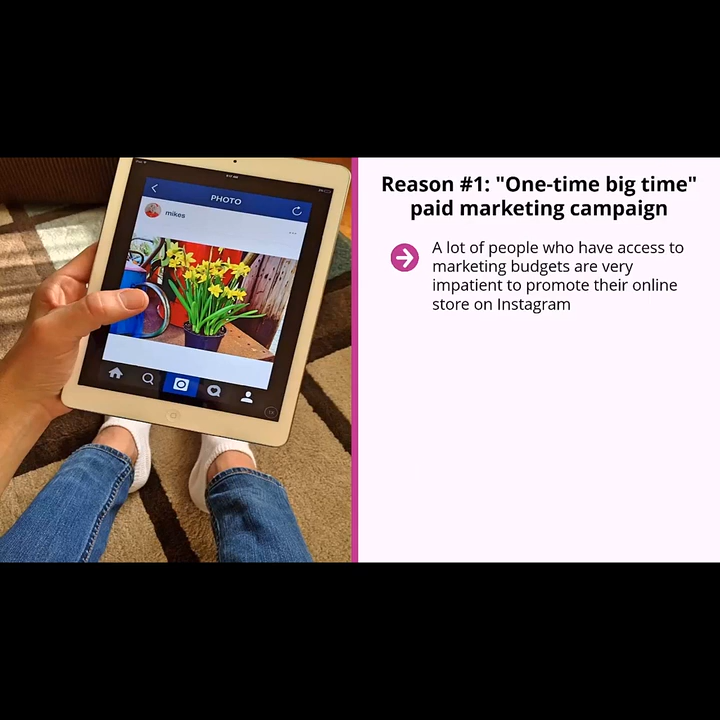 PHOTO
mikes
Reason #1: "One-time big time"
paid marketing campaign
A lot of people who have access to
marketing budgets are very
impatient to promote their online
store on Instagram